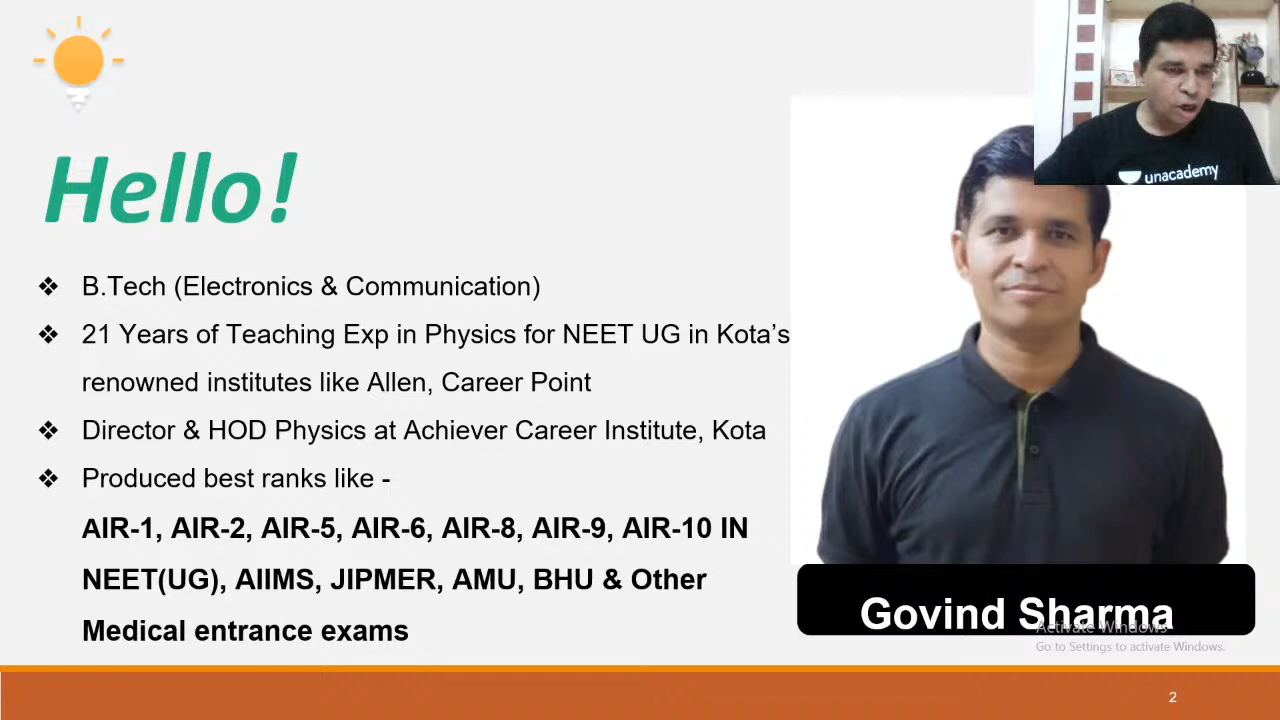 unacademy
Hello!
❖ B.Tech (Electronics & Communication)
❖ 21 Years of Teaching Exp in Physics for NEET UG in Kota’s
renowned institutes like Allen, Career Point
❖ Director & HOD Physics at Achiever Career Institute, Kota
❖ Produced best ranks like -
AIR-1, AIR-2, AIR-5, AIR-6, AIR-8, AIR-9, AIR-10 IN
NEET(UG), AIIMS, JIPMER, AMU, BHU & Other
Medical entrance exams
Govind Sharma
Activate Windows
Go to Settings to activate Windows.
2